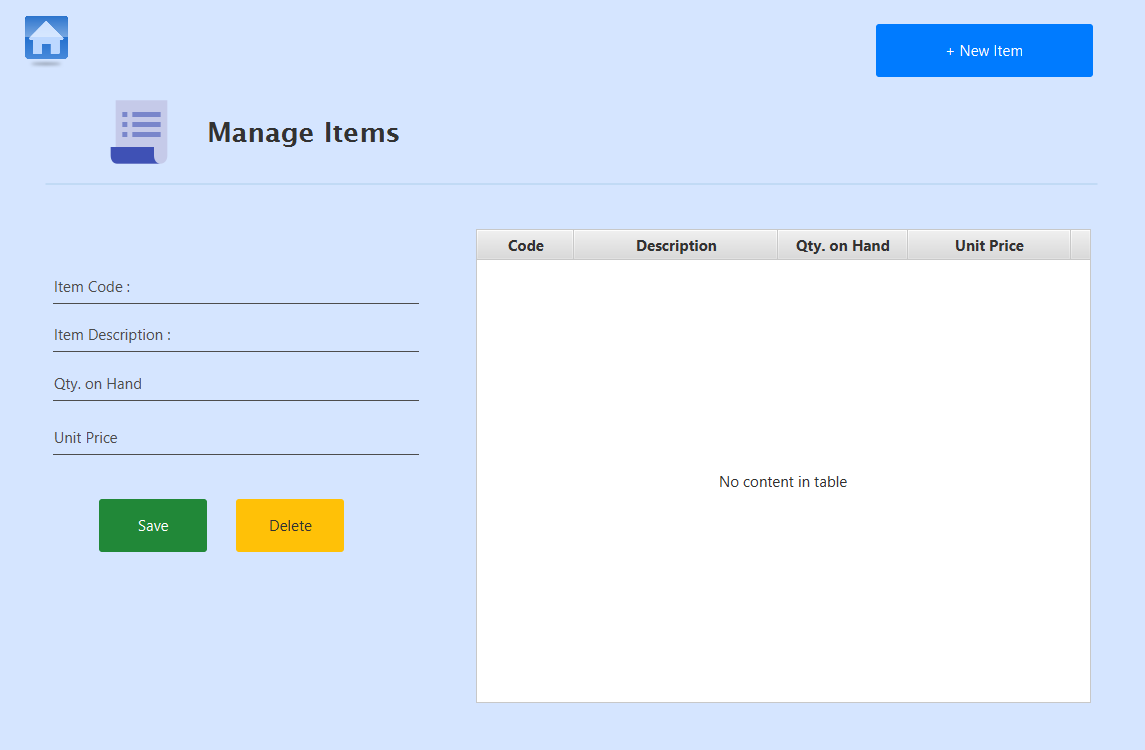 + New Item
Manage Items
Code Description Qty. on Hand Unit Price
Item Code :
Item Description :
Qty. on Hand
Unit Price
No content in table
Save Delete